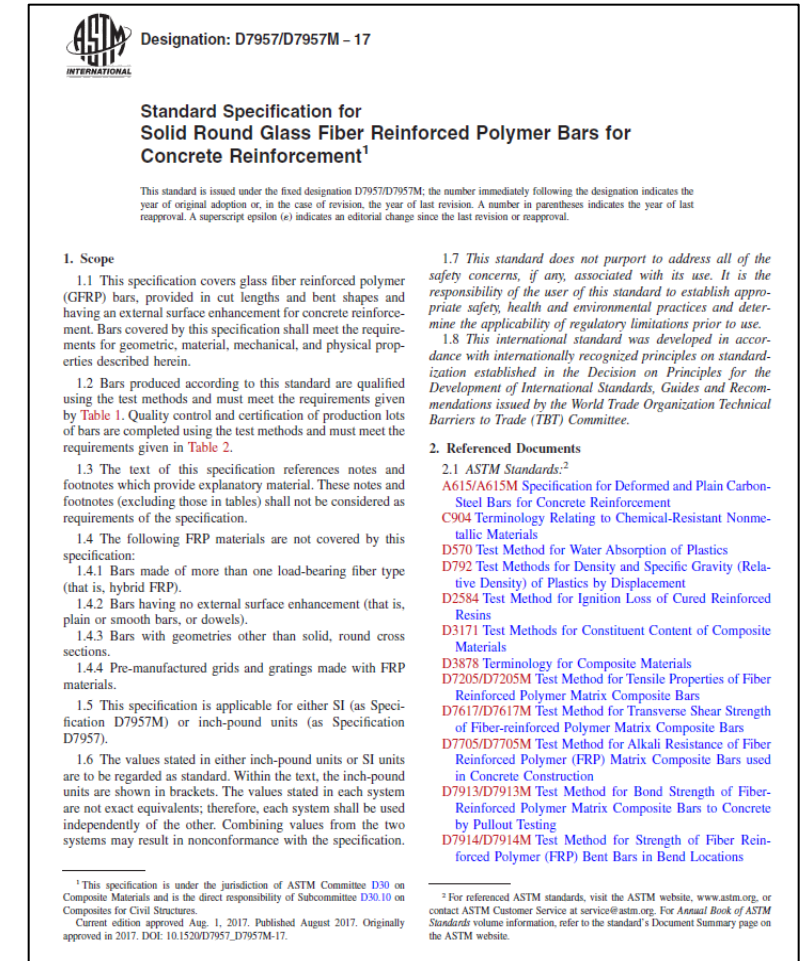 ASTM
INTERNATIONAL
Designation: D7957/D7957M – 17
Standard Specification for
Solid Round Glass Fiber Reinforced Polymer Bars for
Concrete Reinforcement¹
This standard is issued under the fixed designation D7957/D7957M; the number immediately following the designation indicates the
year of original adoption or, in the case of revision, the year of last revision. A number in parentheses indicates the year of last
reapproval. A superscript epsilon (ε) indicates an editorial change since the last revision or reapproval.
1. Scope
1.1 This specification covers glass fiber reinforced polymer
(GFRP) bars, provided in cut lengths and bent shapes and
having an external surface enhancement for concrete reinforce-
ment. Bars covered by this specification shall meet the require-
ments for geometric, material, mechanical, and physical prop-
erties described herein.
1.2 Bars produced according to this standard are qualified
using the test methods and must meet the requirements given
by Table 1. Quality control and certification of production lots
of bars are completed using the test methods and must meet the
requirements given in Table 2.
1.3 The text of this specification references notes and
footnotes which provide explanatory material. These notes and
footnotes (excluding those in tables) shall not be considered as
requirements of the specification.
1.4 The following FRP materials are not covered by this
specification:
1.4.1 Bars made of more than one load-bearing fiber type
(that is, hybrid FRP).
1.4.2 Bars having no external surface enhancement (that is,
plain or smooth bars, or dowels).
1.4.3 Bars with geometries other than solid, round cross
sections.
1.4.4 Pre-manufactured grids and gratings made with FRP
materials.
1.5 This specification is applicable for either SI (as Speci-
fication D7957M) or inch-pound units (as Specification
D7957).
1.6 The values stated in either inch-pound units or SI units
are to be regarded as standard. Within the text, the inch-pound
units are shown in brackets. The values stated in each system
are not exact equivalents; therefore, each system shall be used
independently of the other. Combining values from the two
systems may result in nonconformance with the specification.
1.7 This standard does not purport to address all of the
safety concerns, if any, associated with its use. It is the
responsibility of the user of this standard to establish appro-
priate safety, health and environmental practices and deter-
mine the applicability of regulatory limitations prior to use.
1.8 This international standard was developed in accor-
dance with internationally recognized principles on standard-
ization established in the Decision on Principles for the
Development of International Standards, Guides and Recom-
mendations issued by the World Trade Organization Technical
Barriers to Trade (TBT) Committee.
2. Referenced Documents
2.1 ASTM Standards:²
A615/A615M Specification for Deformed and Plain Carbon-
Steel Bars for Concrete Reinforcement
C904 Terminology Relating to Chemical-Resistant Nonme-
tallic Materials
D570 Test Method for Water Absorption of Plastics
D792 Test Methods for Density and Specific Gravity (Rela-
tive Density) of Plastics by Displacement
D2584 Test Method for Ignition Loss of Cured Reinforced
Resins
D3171 Test Methods for Constituent Content of Composite
Materials
D3878 Terminology for Composite Materials
D7205/D7205M Test Method for Tensile Properties of Fiber
Reinforced Polymer Matrix Composite Bars
D7617/D7617M Test Method for Transverse Shear Strength
of Fiber-reinforced Polymer Matrix Composite Bars
D7705/D7705M Test Method for Alkali Resistance of Fiber
Reinforced Polymer (FRP) Matrix Composite Bars used
in Concrete Construction
D7913/D7913M Test Method for Bond Strength of Fiber-
Reinforced Polymer Matrix Composite Bars to Concrete
by Pullout Testing
D7914/D7914M Test Method for Strength of Fiber Rein-
forced Polymer (FRP) Bent Bars in Bend Locations
¹ This specification is under the jurisdiction of ASTM Committee D30 on
Composite Materials and is the direct responsibility of Subcommittee D30.10 on
Composites for Civil Structures.
Current edition approved Aug. 1, 2017. Published August 2017. Originally
approved in 2017. DOI: 10.1520/D7957_D7957M-17.
² For referenced ASTM standards, visit the ASTM website, www.astm.org, or
contact ASTM Customer Service at service@astm.org. For Annual Book of ASTM
Standards volume information, refer to the standard's Document Summary page on
the ASTM website.